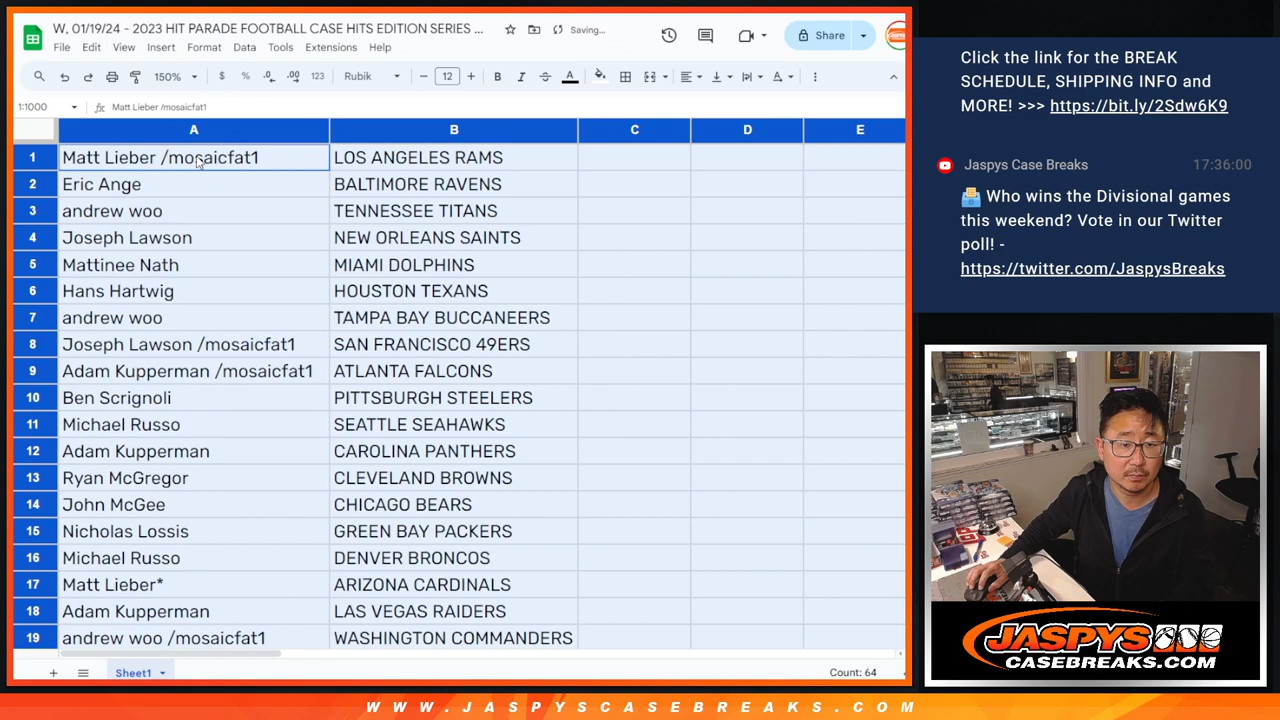 W, 01/19/24 - 2023 HIT PARADE FOOTBALL CASE HITS EDITION SERIES ...
Saving...
Share
File Edit View Insert Format Data Tools Extensions Help
150% $ % .0 .00 123 Rubik 12
1:1000 fx Matt Lieber /mosaicfat1
A B C D E
1 Matt Lieber /mosaicfat1 LOS ANGELES RAMS
2 Eric Ange BALTIMORE RAVENS
3 andrew woo TENNESSEE TITANS
4 Joseph Lawson NEW ORLEANS SAINTS
5 Mattinee Nath MIAMI DOLPHINS
6 Hans Hartwig HOUSTON TEXANS
7 andrew woo TAMPA BAY BUCCANEERS
8 Joseph Lawson /mosaicfat1 SAN FRANCISCO 49ERS
9 Adam Kupperman /mosaicfat1 ATLANTA FALCONS
10 Ben Scrignoli PITTSBURGH STEELERS
11 Michael Russo SEATTLE SEAHAWKS
12 Adam Kupperman CAROLINA PANTHERS
13 Ryan McGregor CLEVELAND BROWNS
14 John McGee CHICAGO BEARS
15 Nicholas Lossis GREEN BAY PACKERS
16 Michael Russo DENVER BRONCOS
17 Matt Lieber* ARIZONA CARDINALS
18 Adam Kupperman LAS VEGAS RAIDERS
19 andrew woo /mosaicfat1 WASHINGTON COMMANDERS
Sheet1
Count: 64
Click the link for the BREAK
SCHEDULE, SHIPPING INFO and
MORE! >>> https://bit.ly/2Sdw6K9
Jaspys Case Breaks 17:36:00
Who wins the Divisional games
this weekend? Vote in our Twitter
poll! -
https://twitter.com/JaspysBreaks
JASPYS
CASEBREAKS.COM
WWW.JASPYSCASEBREAKS.COM